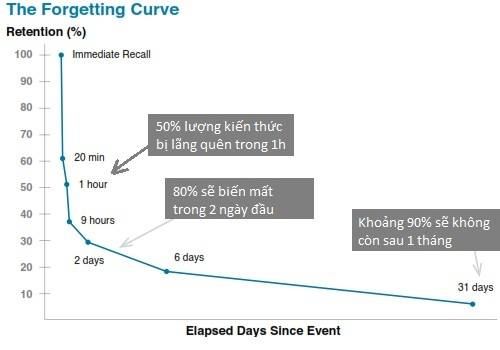 The Forgetting Curve
Retention (%)
100
Immediate Recall
90
80
70
50% lượng kiến thức
bị lãng quên trong 1h
60
20 min
50
1 hour
80% sẽ biến mất
trong 2 ngày đầu
40
9 hours
30
Khoảng 90% sẽ không
còn sau 1 tháng
2 days
6 days
20
31 days
10
Elapsed Days Since Event